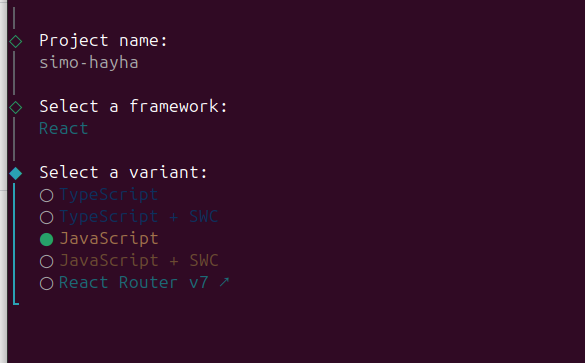 Project name:
simo-hayha
Select a framework:
React
Select a variant:
TypeScript
TypeScript + SWC
JavaScript
JavaScript + SWC
React Router v7 ↗